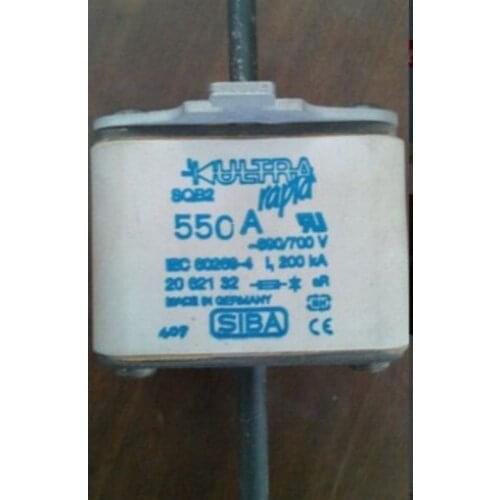 ULTRA
rapid
SQB2
550 A
~690/700 V
IEC 60269-4 I₁ 200 kA
20 621 32 aR
MADE IN GERMANY
407 SIBA CE